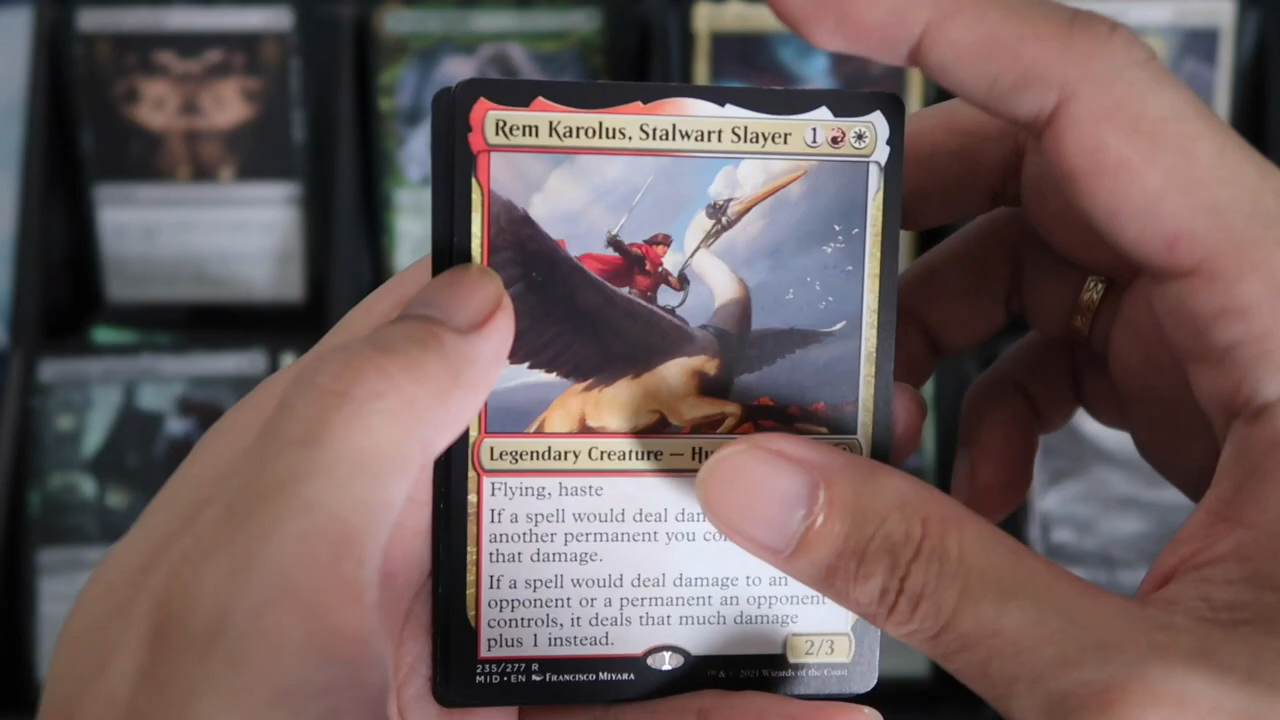 Rem Karolus, Stalwart Slayer 1
Legendary Creature — Hu
Flying, haste
If a spell would deal dam
another permanent you co
that damage.
If a spell would deal damage to an
opponent or a permanent an opponent
controls, it deals that much damage
plus 1 instead.
2/3
235/277 R
MID • EN Francisco Miyara
™ & © 2021 Wizards of the Coast